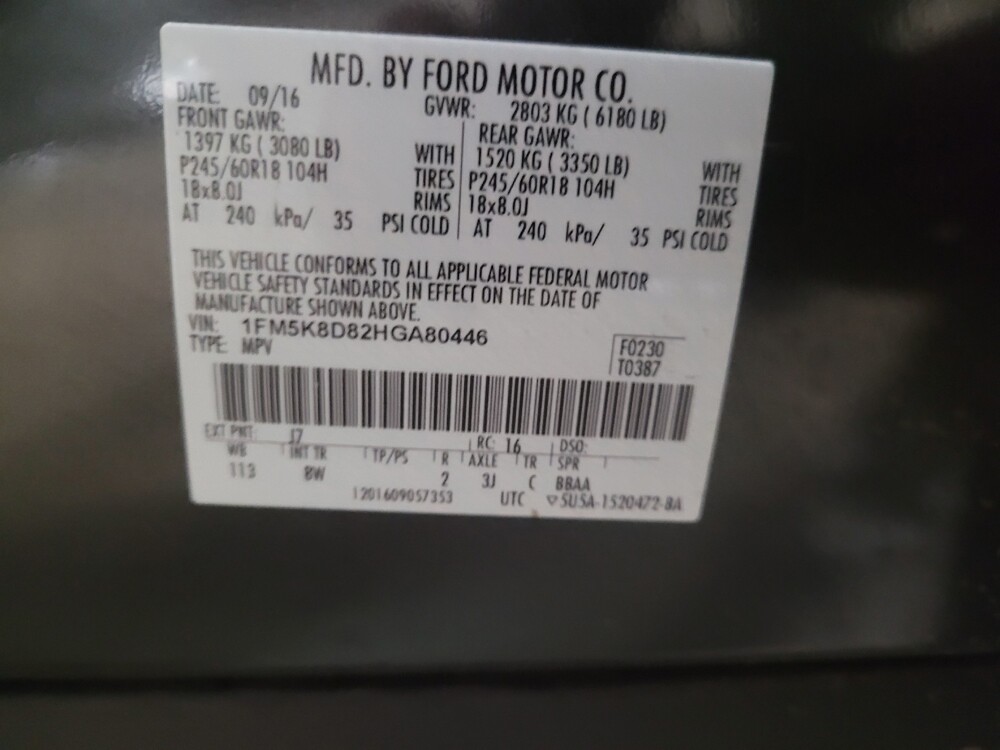 MFD. BY FORD MOTOR CO.
DATE: 09/16 GVWR: 2803 KG ( 6180 LB)
FRONT GAWR: REAR GAWR:
1397 KG ( 3080 LB) WITH 1520 KG ( 3350 LB) WITH
P245/60R18 104H TIRES P245/60R18 104H TIRES
18x8.0J RIMS 18x8.0J RIMS
AT 240 kPa/ 35 PSI COLD AT 240 kPa/ 35 PSI COLD
THIS VEHICLE CONFORMS TO ALL APPLICABLE FEDERAL MOTOR
VEHICLE SAFETY STANDARDS IN EFFECT ON THE DATE OF
MANUFACTURE SHOWN ABOVE.
VIN: 1FM5K8D82HGA80446
TYPE: MPV
F0230
T0387
EXT PNT: J7 RC: 16 DSO:
WB INT TR TP/PS R AXLE TR SPR
113 8W 2 3J C BBAA
1201609057353 UTC ▽5U5A-1520472-BA